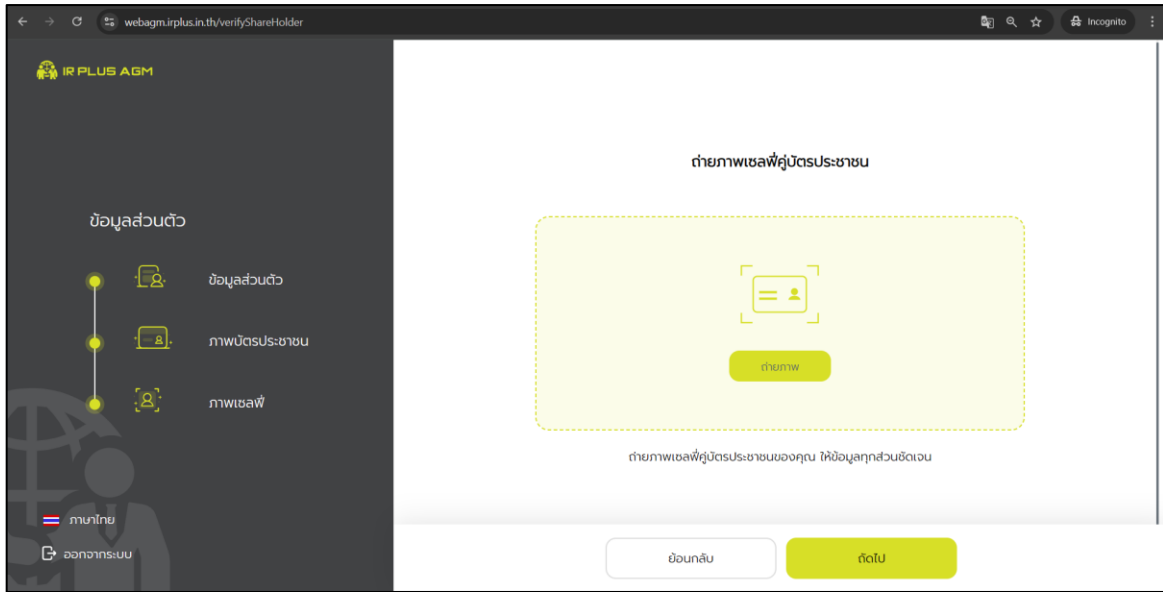 webagm.irplus.in.th/verifyShareHolder
Incognito
IR PLUS AGM
ข้อมูลส่วนตัว
ข้อมูลส่วนตัว
ภาพบัตรประชาชน
ภาพเซลฟี่
ภาษาไทย
ออกจากระบบ
ถ่ายภาพเซลฟี่คู่บัตรประชาชน
ถ่ายภาพ
ถ่ายภาพเซลฟี่คู่บัตรประชาชนของคุณ ให้ข้อมูลทุกส่วนชัดเจน
ย้อนกลับ
ถัดไป